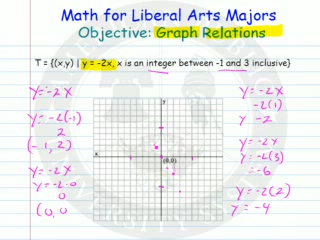 Math for Liberal Arts Majors
Objective: Graph Relations
T = {(x,y) | y = -2x, x is an integer between -1 and 3 inclusive}
y = -2x
y = -2(-1)
2
(-1, 2)
y = -2x
y = -2·0
0
(0, 0
y
x
(0,0)
y = -2x
-2(1)
y -2
y = -2x
y = -2(3)
= -6
y = -2(2)
y = -4